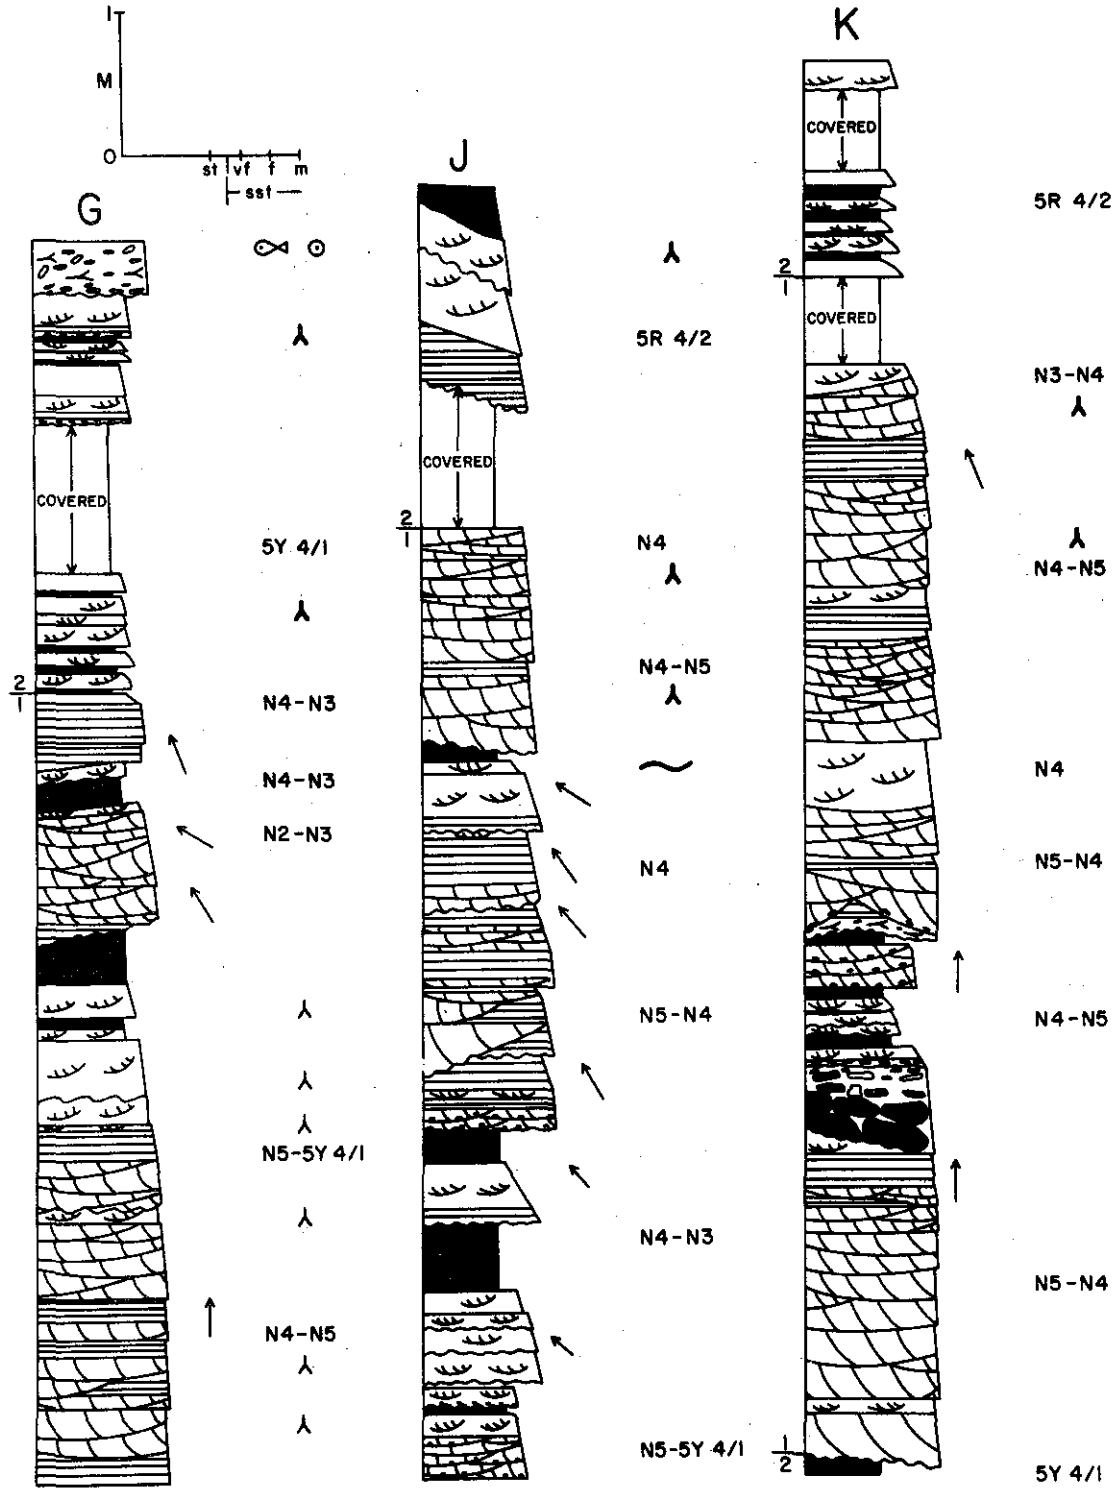 1
M
0
st vf f m
sst
G
COVERED
5Y 4/1
2
1
N4-N3
N4-N3
N2-N3
N5-5Y 4/1
N4-N5
J
5R 4/2
COVERED
2
1
N4
N4-N5
N4
N5-N4
N4-N3
N5-5Y 4/1
K
COVERED
5R 4/2
2
1
COVERED
N3-N4
N4-N5
N4
N5-N4
N4-N5
N5-N4
1
2
5Y 4/1